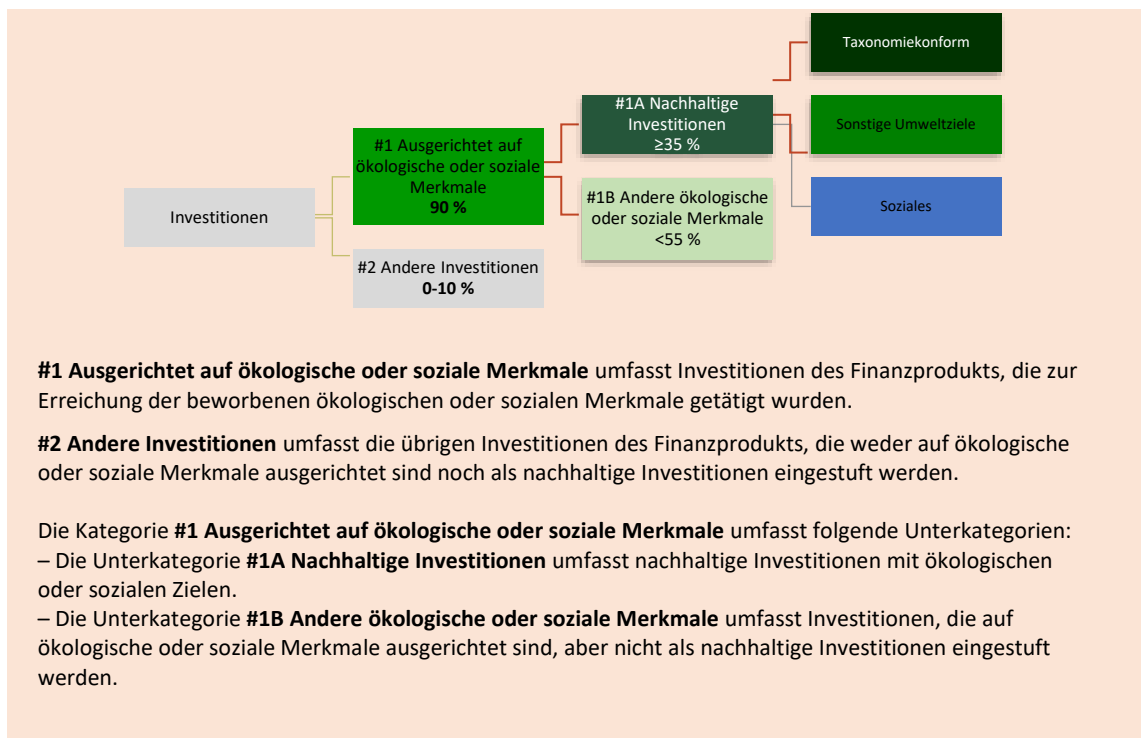 Taxonomiekonform
#1A Nachhaltige
Investitionen
≥35 %
Sonstige Umweltziele
#1 Ausgerichtet auf
ökologische oder soziale
Merkmale
90 %
#1B Andere ökologische
oder soziale Merkmale
<55 %
Soziales
Investitionen
#2 Andere Investitionen
0-10 %
#1 Ausgerichtet auf ökologische oder soziale Merkmale umfasst Investitionen des Finanzprodukts, die zur
Erreichung der beworbenen ökologischen oder sozialen Merkmale getätigt wurden.
#2 Andere Investitionen umfasst die übrigen Investitionen des Finanzprodukts, die weder auf ökologische
oder soziale Merkmale ausgerichtet sind noch als nachhaltige Investitionen eingestuft werden.
Die Kategorie #1 Ausgerichtet auf ökologische oder soziale Merkmale umfasst folgende Unterkategorien:
– Die Unterkategorie #1A Nachhaltige Investitionen umfasst nachhaltige Investitionen mit ökologischen
oder sozialen Zielen.
– Die Unterkategorie #1B Andere ökologische oder soziale Merkmale umfasst Investitionen, die auf
ökologische oder soziale Merkmale ausgerichtet sind, aber nicht als nachhaltige Investitionen eingestuft
werden.